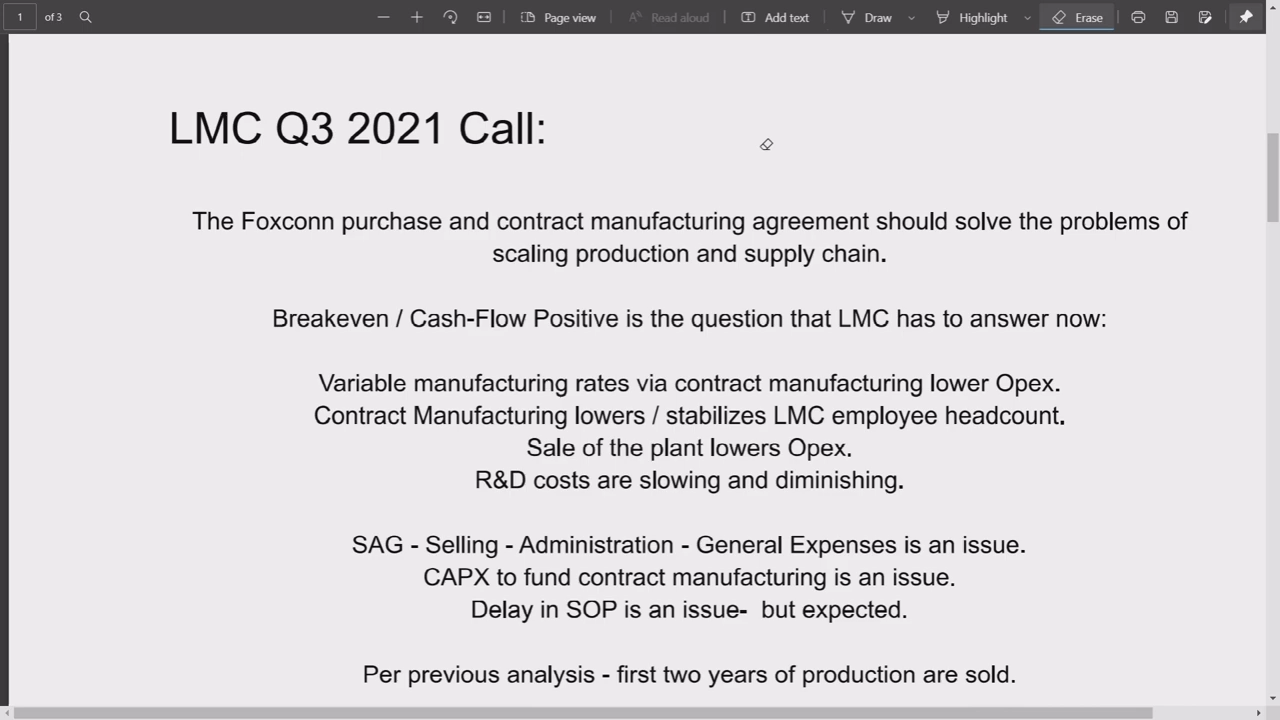 1 of 3 Page view Read aloud Add text Draw Highlight Erase
LMC Q3 2021 Call:
The Foxconn purchase and contract manufacturing agreement should solve the problems of
scaling production and supply chain.
Breakeven / Cash-Flow Positive is the question that LMC has to answer now:
Variable manufacturing rates via contract manufacturing lower Opex.
Contract Manufacturing lowers / stabilizes LMC employee headcount.
Sale of the plant lowers Opex.
R&D costs are slowing and diminishing.
SAG - Selling - Administration - General Expenses is an issue.
CAPX to fund contract manufacturing is an issue.
Delay in SOP is an issue-  but expected.
Per previous analysis - first two years of production are sold.